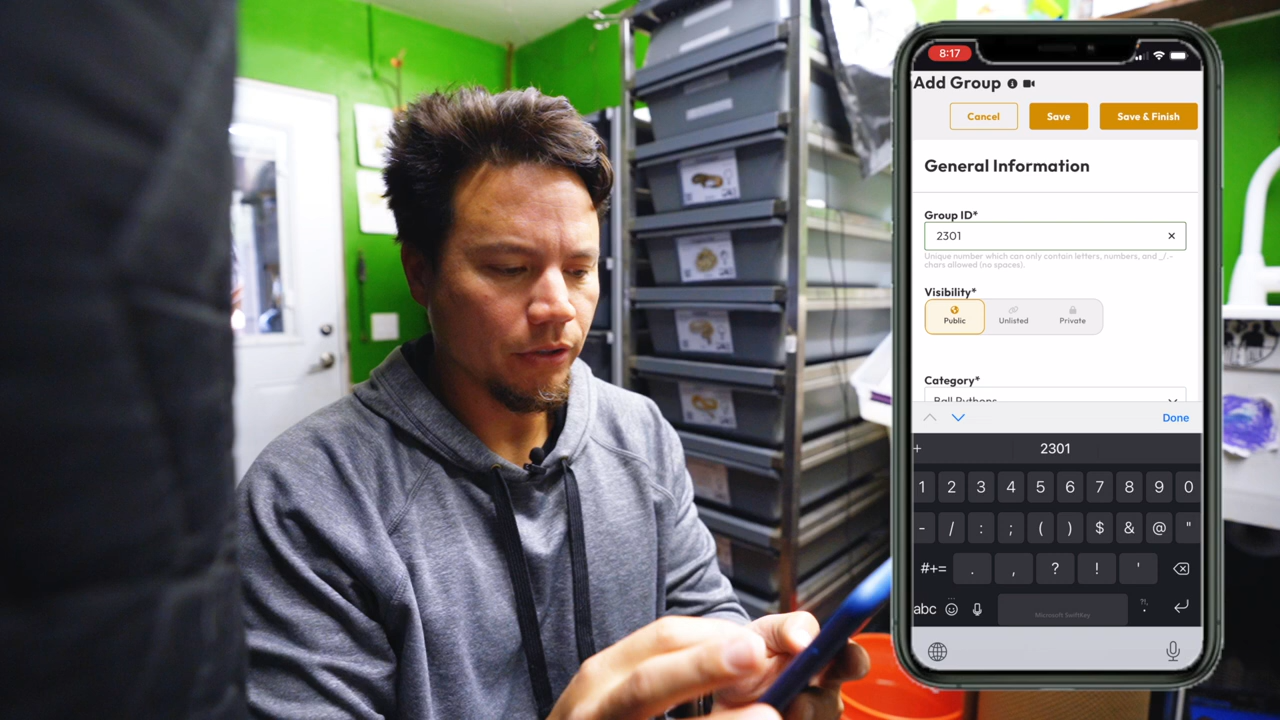 8:17
Add Group
Cancel
Save
Save & Finish
General Information
Group ID*
2301
Unique number which can only contain letters, numbers, and _/.-
chars allowed (no spaces).
Visibility*
Public
Unlisted
Private
Category*
Ball Pythons
Done
+
2301
1 2 3 4 5 6 7 8 9 0
- / : ; ( ) $ & @ "
#+= . , ? ! '
abc
Microsoft SwiftKey